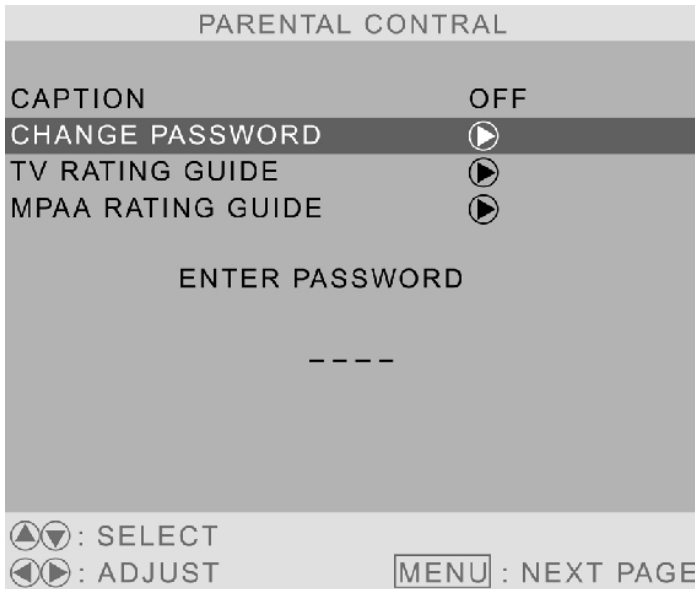 PARENTAL CONTRAL
CAPTION OFF
CHANGE PASSWORD
TV RATING GUIDE
MPAA RATING GUIDE
ENTER PASSWORD
_ _ _ _
: SELECT
: ADJUST MENU : NEXT PAGE